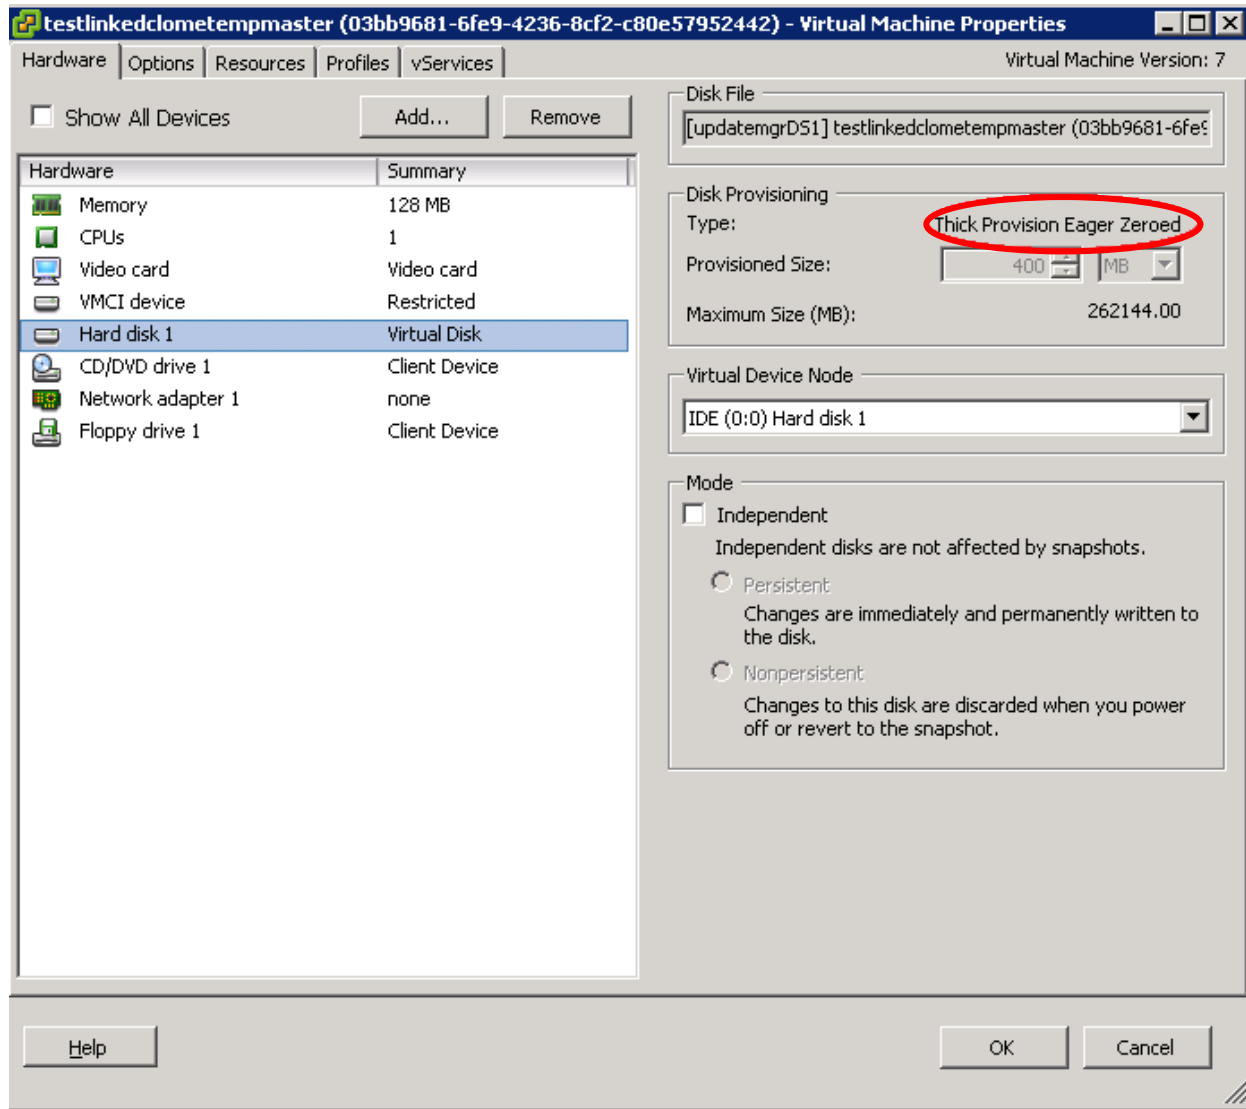 testlinkedclometempmaster (03bb9681-6fe9-4236-8cf2-c80e57952442) - Virtual Machine Properties
Hardware Options Resources Profiles vServices
Virtual Machine Version: 7
Show All Devices
Add...
Remove
Hardware Summary
Memory 128 MB
CPUs 1
Video card Video card
VMCI device Restricted
Hard disk 1 Virtual Disk
CD/DVD drive 1 Client Device
Network adapter 1 none
Floppy drive 1 Client Device
Disk File
[updatemgrDS1] testlinkedclometempmaster (03bb9681-6fe9
Disk Provisioning
Type: Thick Provision Eager Zeroed
Provisioned Size: 400 MB
Maximum Size (MB): 262144.00
Virtual Device Node
IDE (0:0) Hard disk 1
Mode
Independent
Independent disks are not affected by snapshots.
Persistent
Changes are immediately and permanently written to
the disk.
Nonpersistent
Changes to this disk are discarded when you power
off or revert to the snapshot.
Help
OK
Cancel